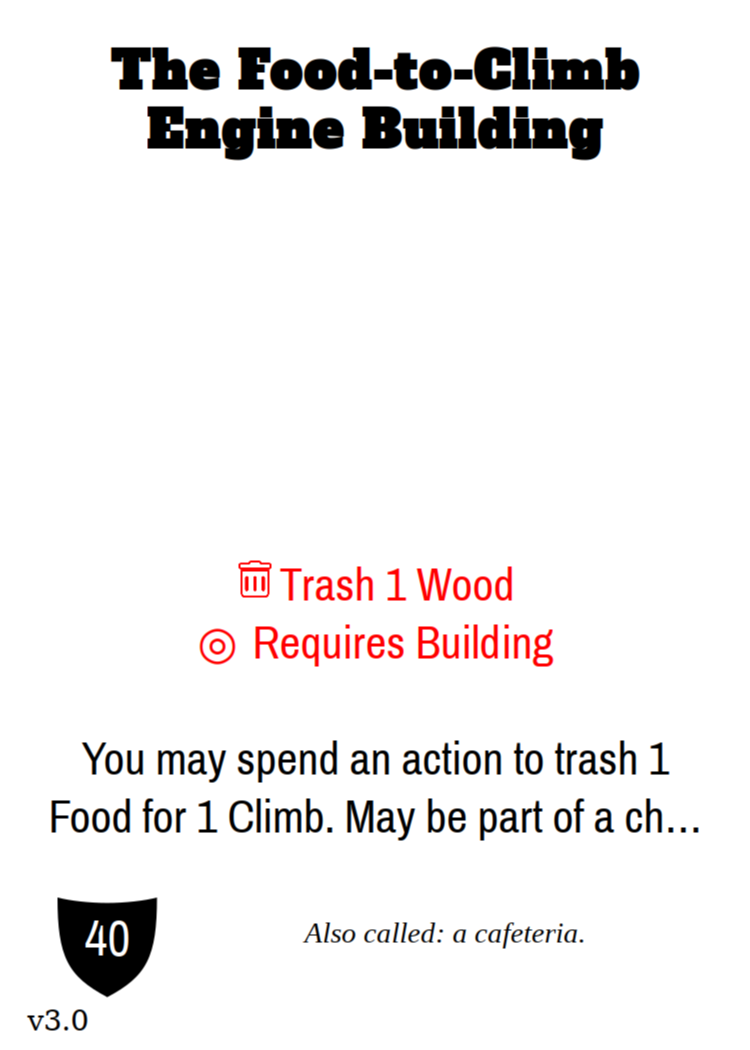 The Food-to-Climb
Engine Building
Trash 1 Wood
◎ Requires Building
You may spend an action to trash 1
Food for 1 Climb. May be part of a ch...
40
Also called: a cafeteria.
v3.0